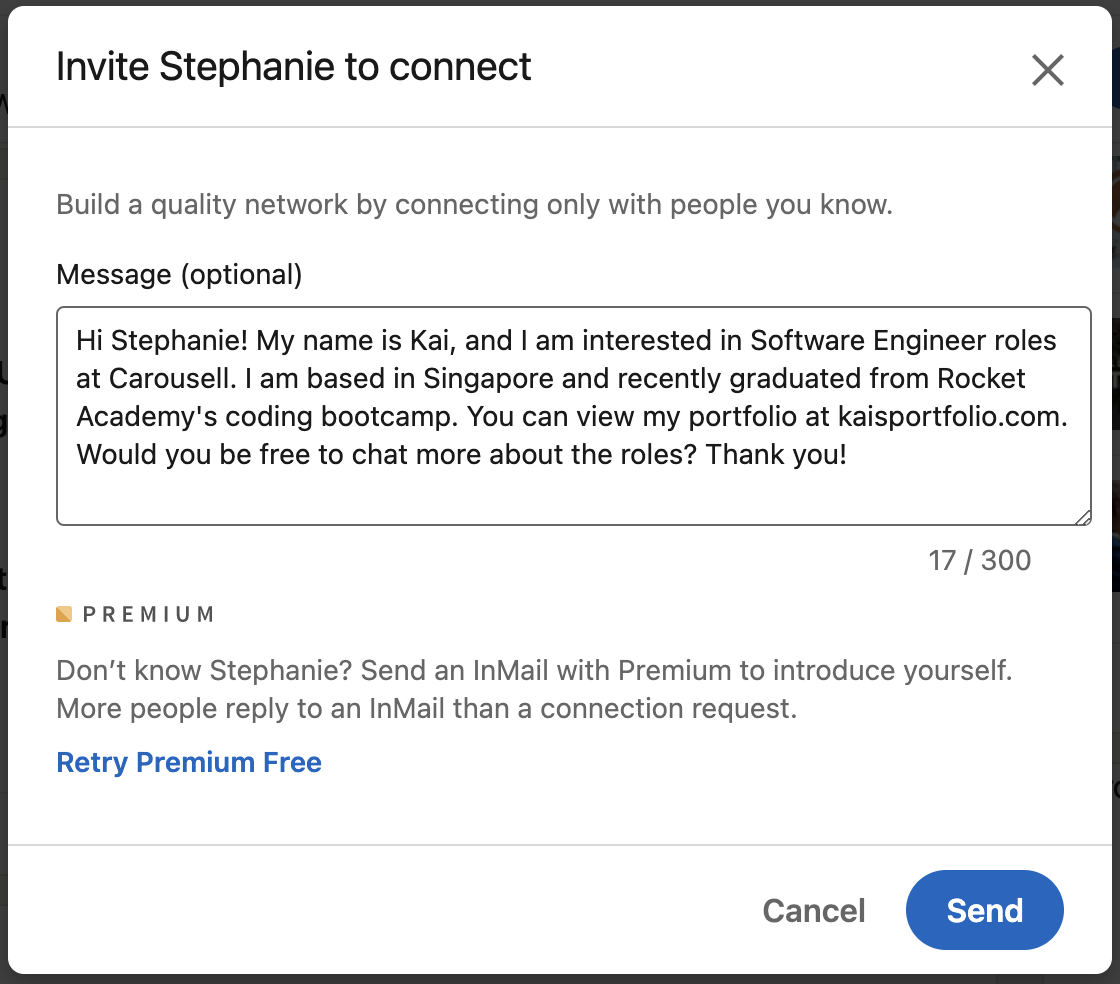 Invite Stephanie to connect
Build a quality network by connecting only with people you know.
Message (optional)
Hi Stephanie! My name is Kai, and I am interested in Software Engineer roles
at Carousell. I am based in Singapore and recently graduated from Rocket
Academy's coding bootcamp. You can view my portfolio at kaisportfolio.com.
Would you be free to chat more about the roles? Thank you!
17 / 300
PREMIUM
Don’t know Stephanie? Send an InMail with Premium to introduce yourself.
More people reply to an InMail than a connection request.
Retry Premium Free
Cancel
Send